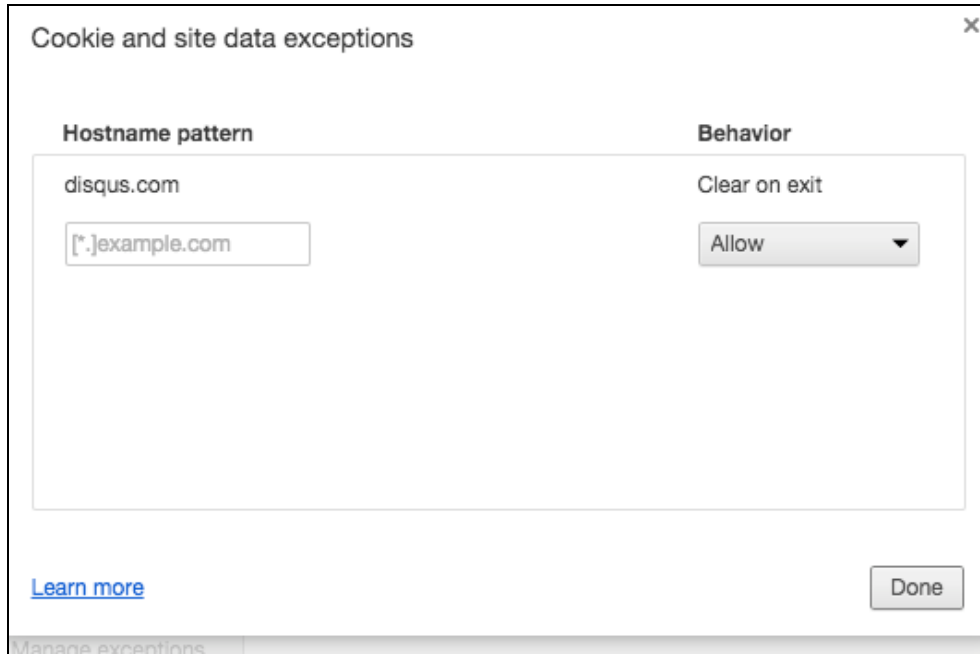 Cookie and site data exceptions
Hostname pattern Behavior
disqus.com Clear on exit
[*.]example.com Allow
Learn more Done
Manage exceptions